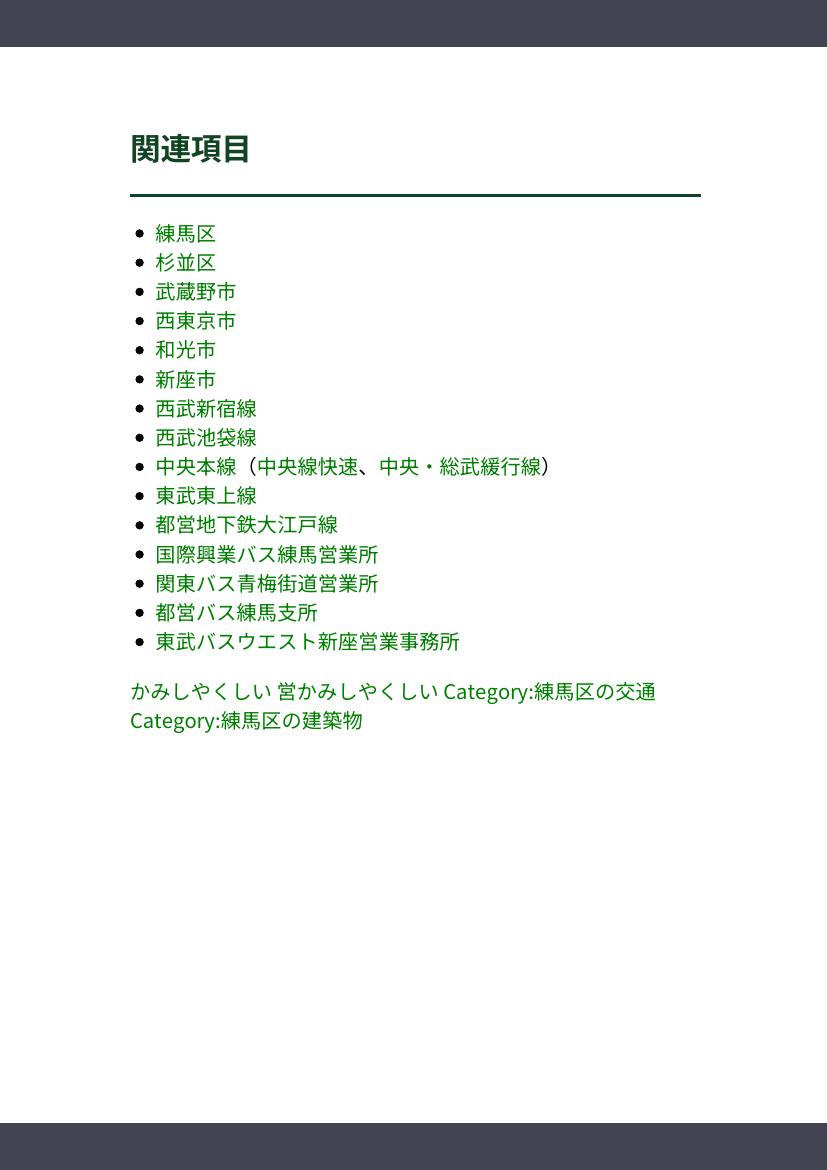 関連項目
練馬区
杉並区
武蔵野市
西東京市
和光市
新座市
西武新宿線
西武池袋線
中央本線（中央線快速、中央・総武緩行線）
東武東上線
都営地下鉄大江戸線
国際興業バス練馬営業所
関東バス青梅街道営業所
都営バス練馬支所
東武バスウエスト新座営業事務所
かみしやくしい 営かみしやくしい Category:練馬区の交通
Category:練馬区の建築物